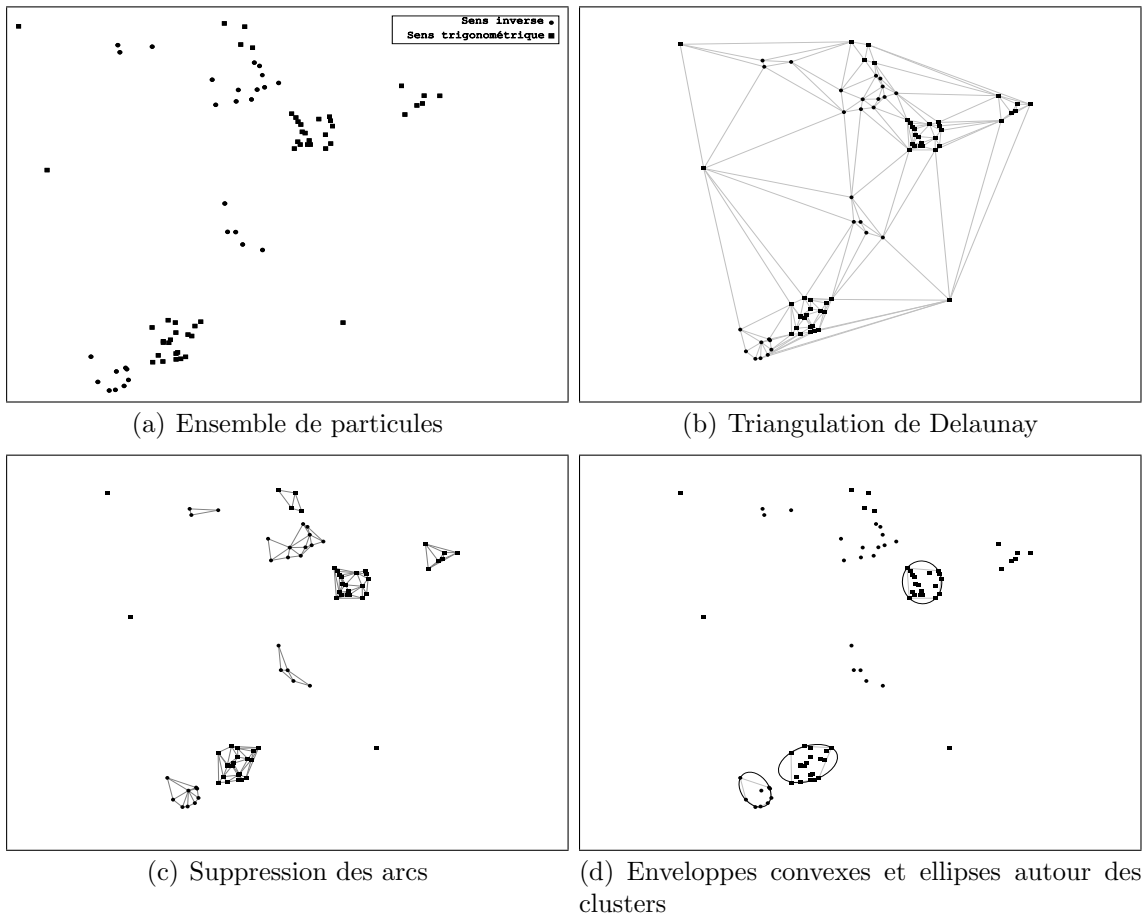 Sens inverse
Sens trigonométrique
(a) Ensemble de particules
(b) Triangulation de Delaunay
(c) Suppression des arcs
(d) Enveloppes convexes et ellipses autour des
clusters